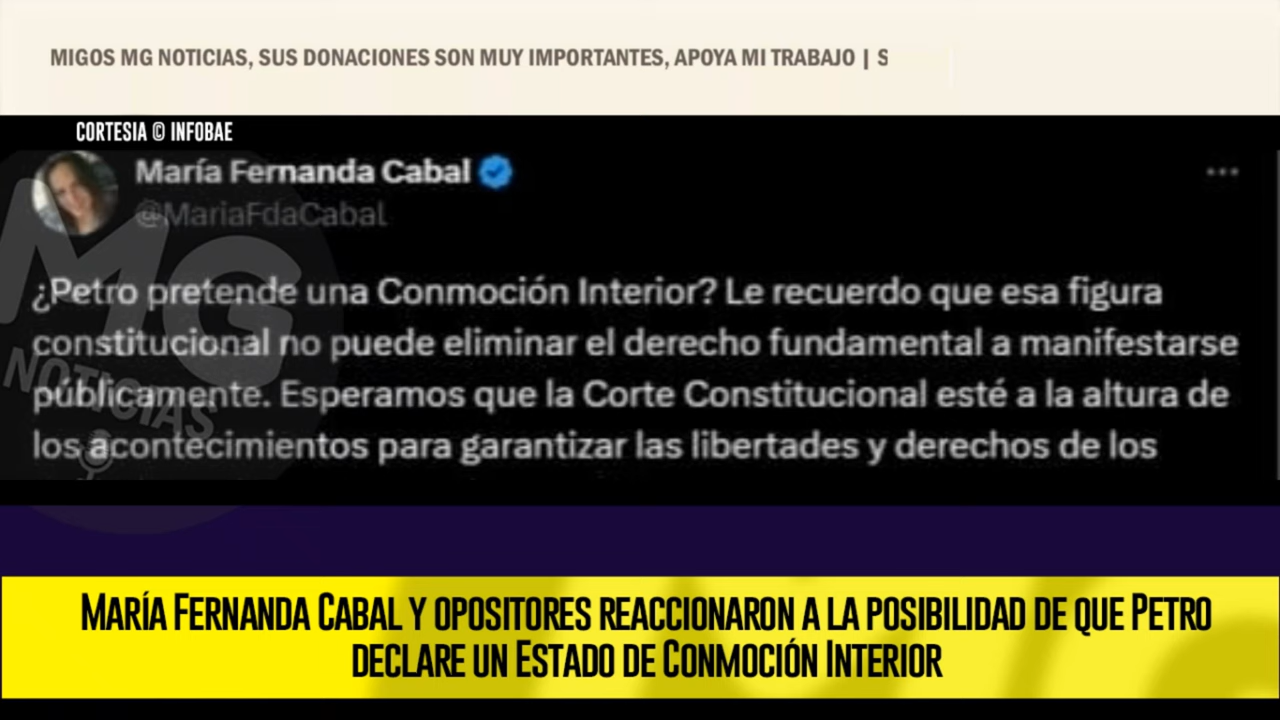 MIGOS MG NOTICIAS, SUS DONACIONES SON MUY IMPORTANTES, APOYA MI TRABAJO | S
CORTESIA © INFOBAE
María Fernanda Cabal
@MariaFdaCabal
¿Petro pretende una Conmoción Interior? Le recuerdo que esa figura
constitucional no puede eliminar el derecho fundamental a manifestarse
públicamente. Esperamos que la Corte Constitucional esté a la altura de
los acontecimientos para garantizar las libertades y derechos de los
MG
NOTICIAS
MARÍA FERNANDA CABAL Y OPOSITORES REACCIONARON A LA POSIBILIDAD DE QUE PETRO
DECLARE UN ESTADO DE CONMOCIÓN INTERIOR